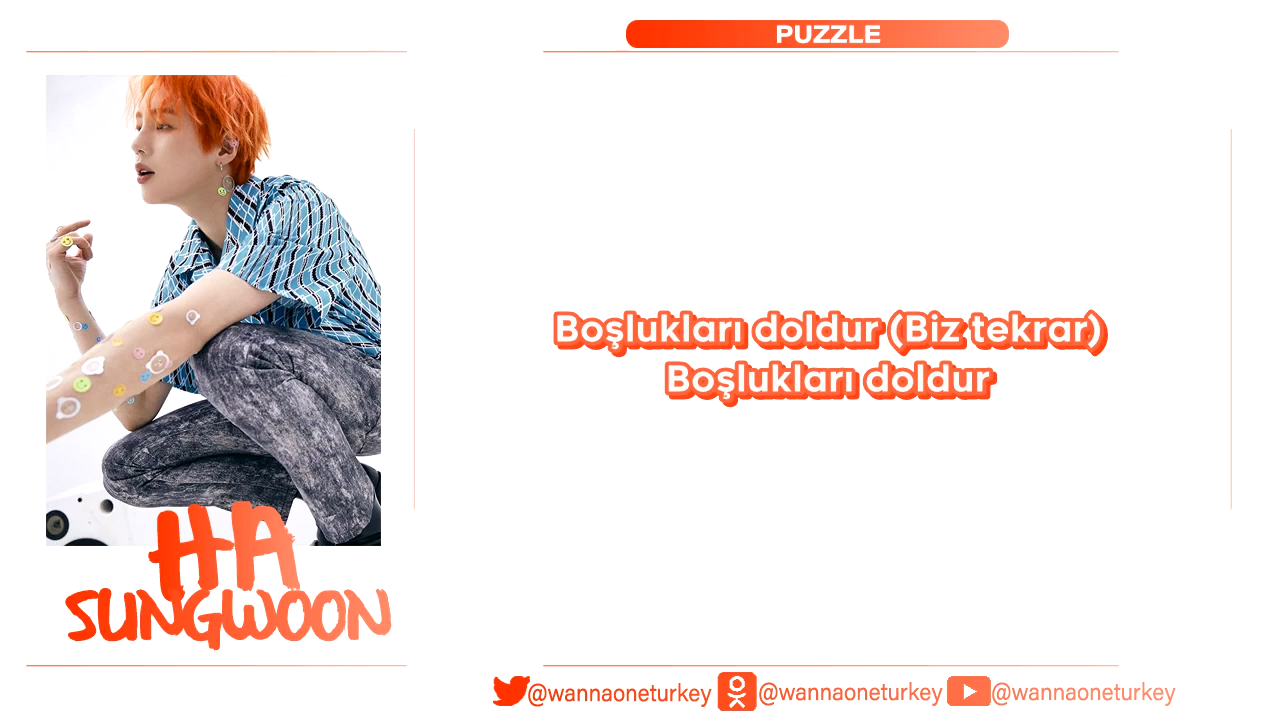 PUZZLE
Boşlukları doldur (Biz tekrar)
Boşlukları doldur
HA
SUNGWOON
@wannaoneturkey @wannaoneturkey @wannaoneturkey